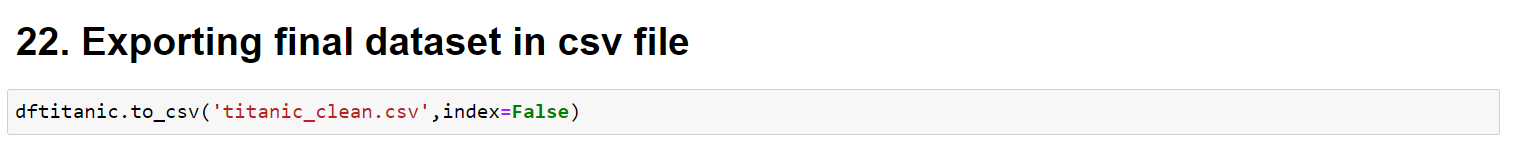 22. Exporting final dataset in csv file
dftitanic.to_csv('titanic_clean.csv',index=False)